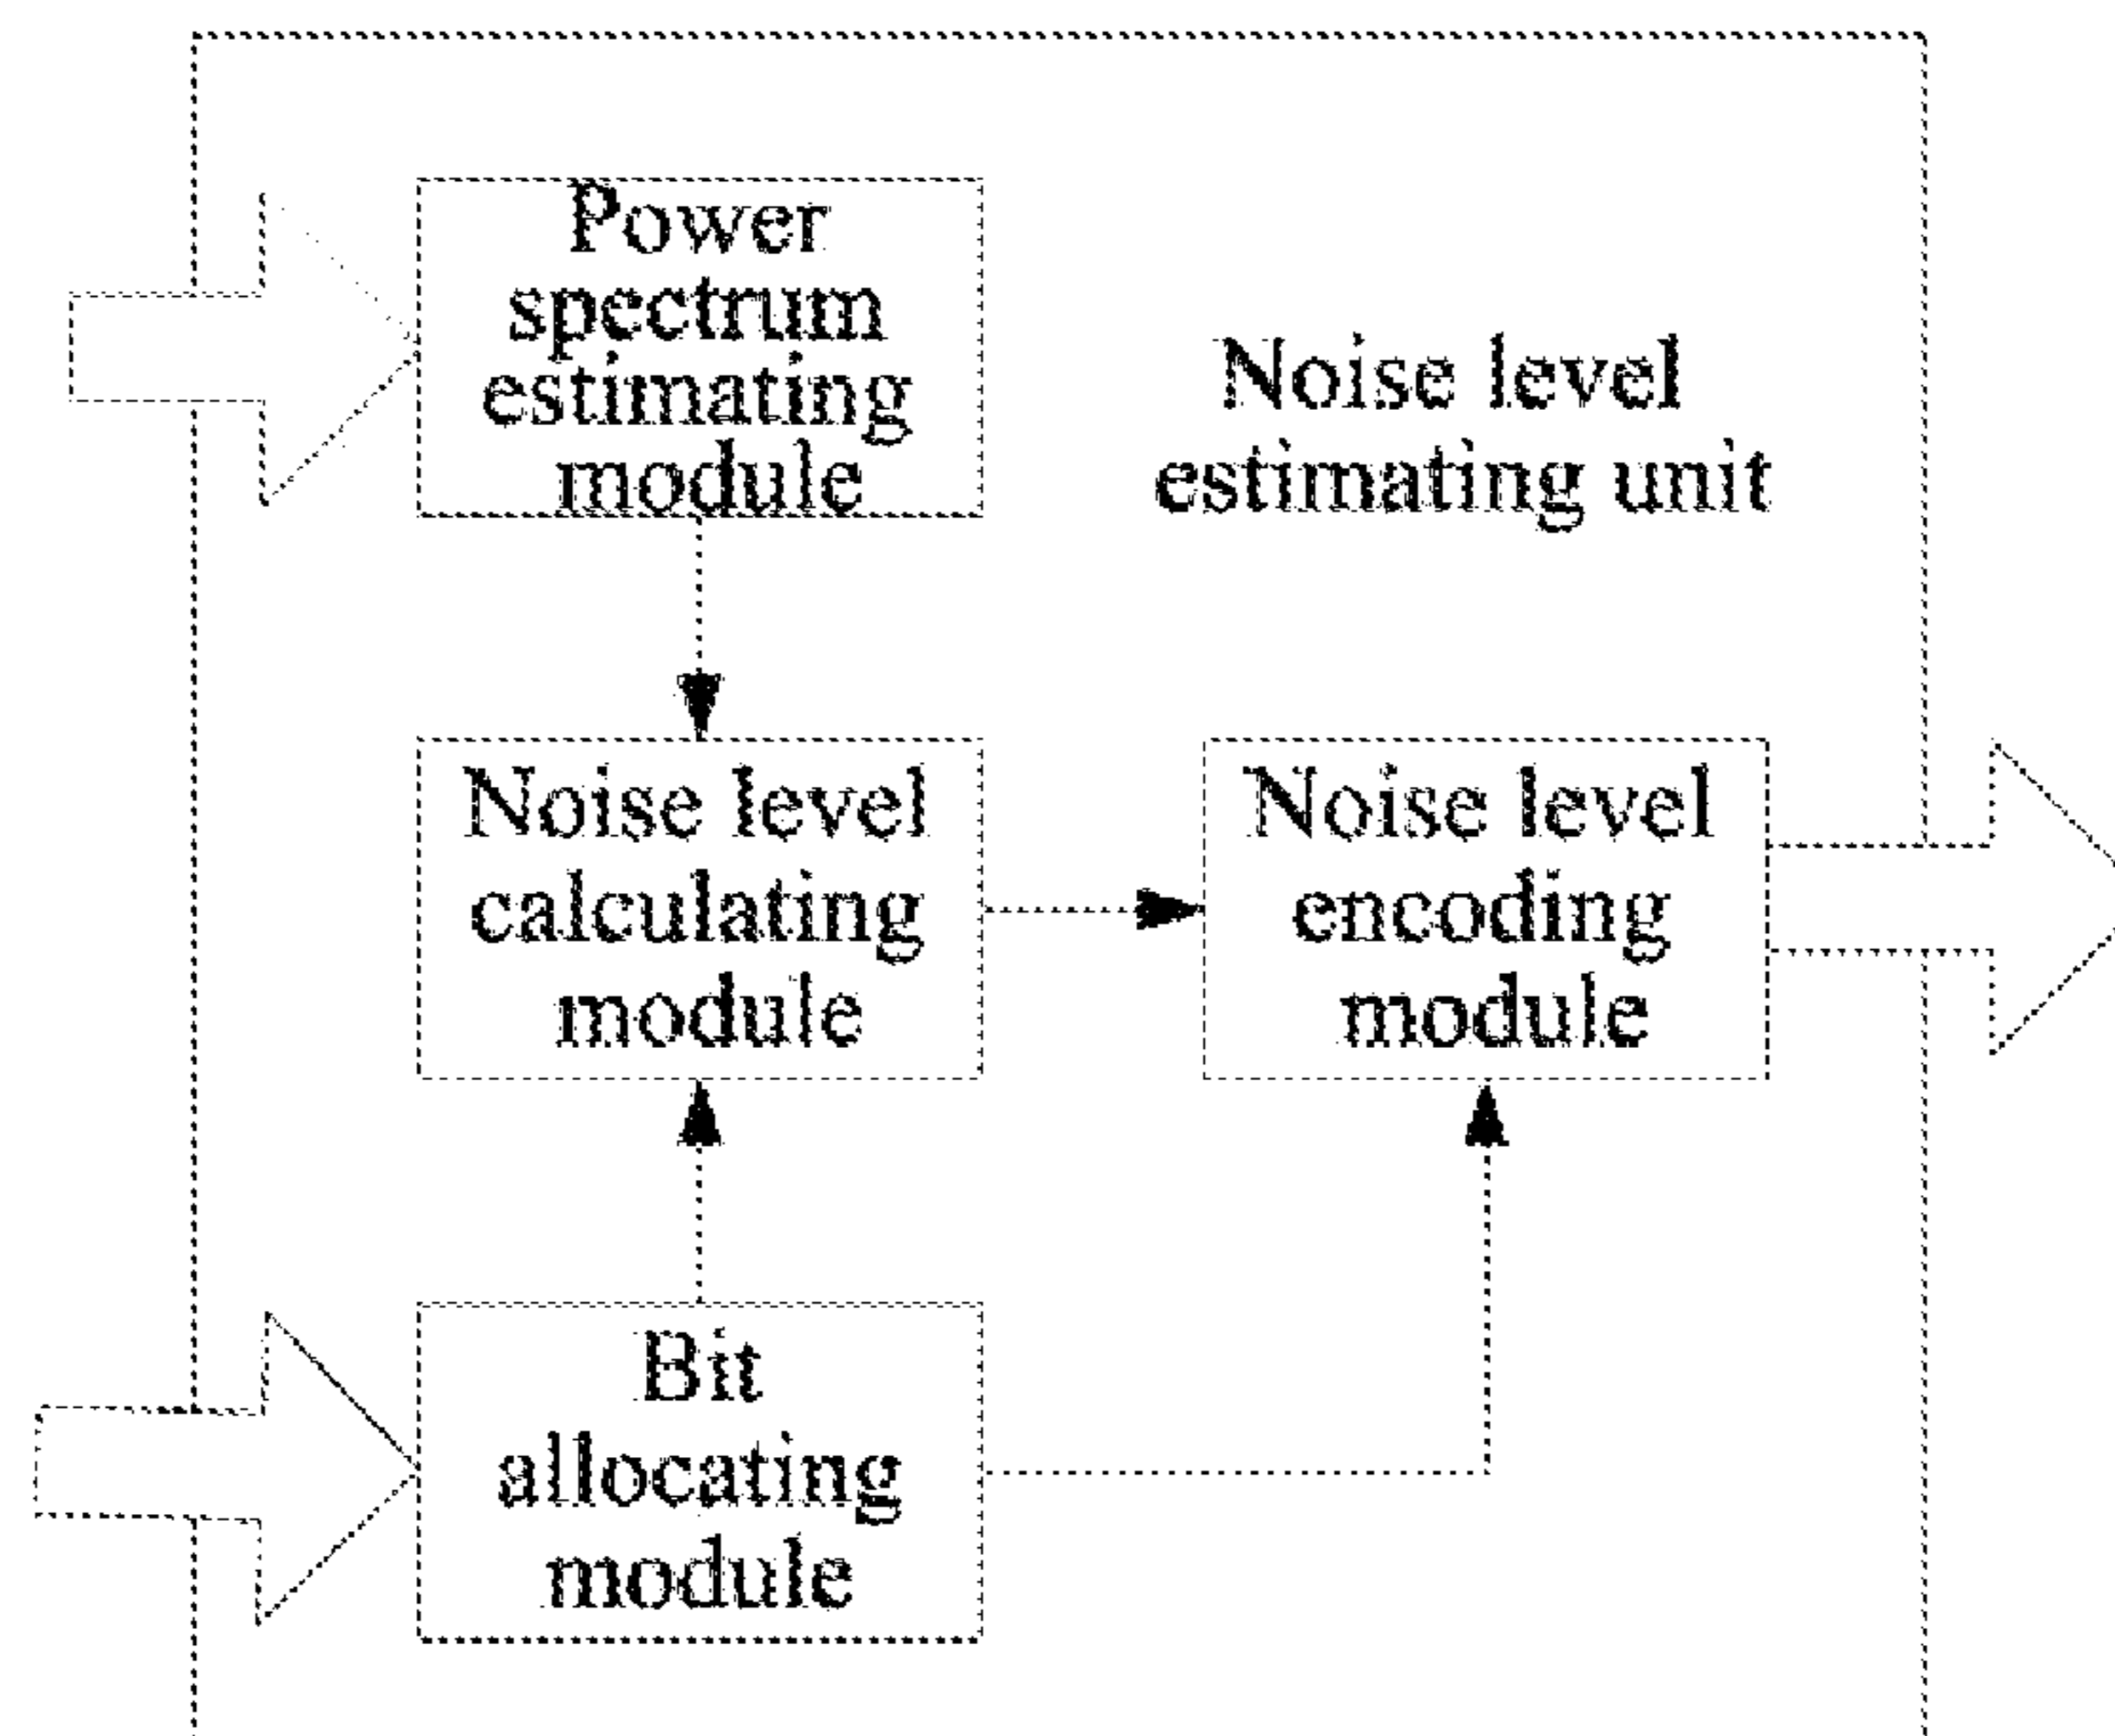 Power
spectrum
estimating
module
Noise level
estimating unit
Noise level
calculating
module
Noise level
encoding
module
Bit
allocating
module